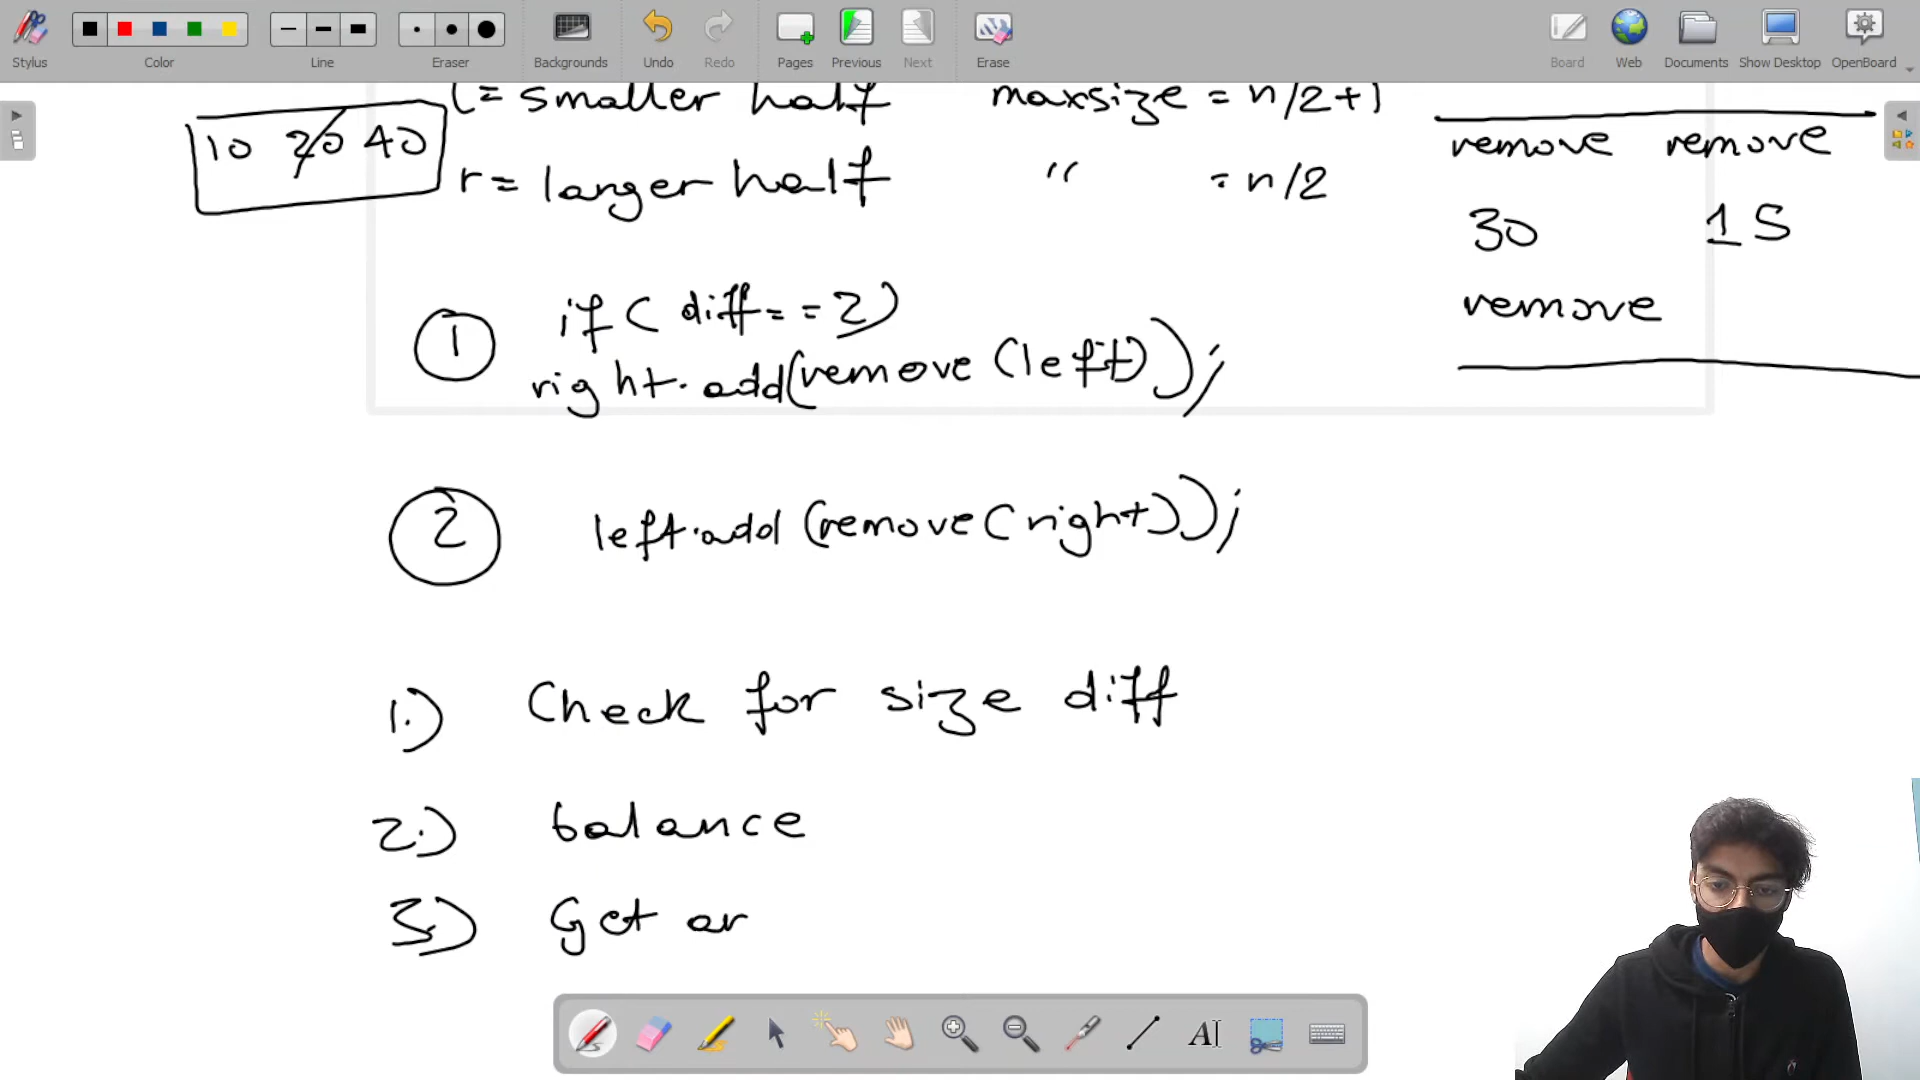 Stylus Color Line Eraser Backgrounds Undo Redo Pages Previous Next Erase Board Web Documents Show Desktop OpenBoard
l = smaller half maxsize = n/2+1
r = larger half " = n/2
10 20 40
remove remove
30 15
remove
1 if ( diff == 2)
right.add(remove (left));
2 left.add (remove (right));
1.) Check for size diff
2.) balance
3.) Get ar